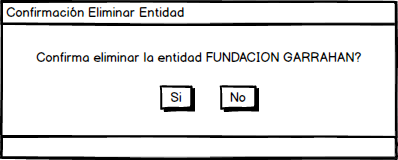 Confirmación Eliminar Entidad
Confirma eliminar la entidad FUNDACION GARRAHAN?
Si No